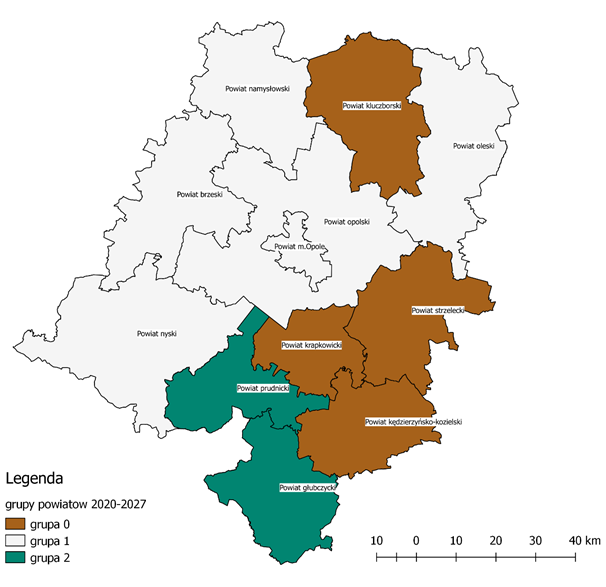 Powiat namysłowski
Powiat kluczborski
Powiat oleski
Powiat brzeski
Powiat opolski
Powiat m.Opole
Powiat strzelecki
Powiat nyski
Powiat krapkowicki
Powiat prudnicki
Powiat kędzierzyńsko-kozielski
Powiat głubczycki
Legenda
grupy powiatow 2020-2027
grupa 0
grupa 1
grupa 2
10 0 10 20 30 40 km